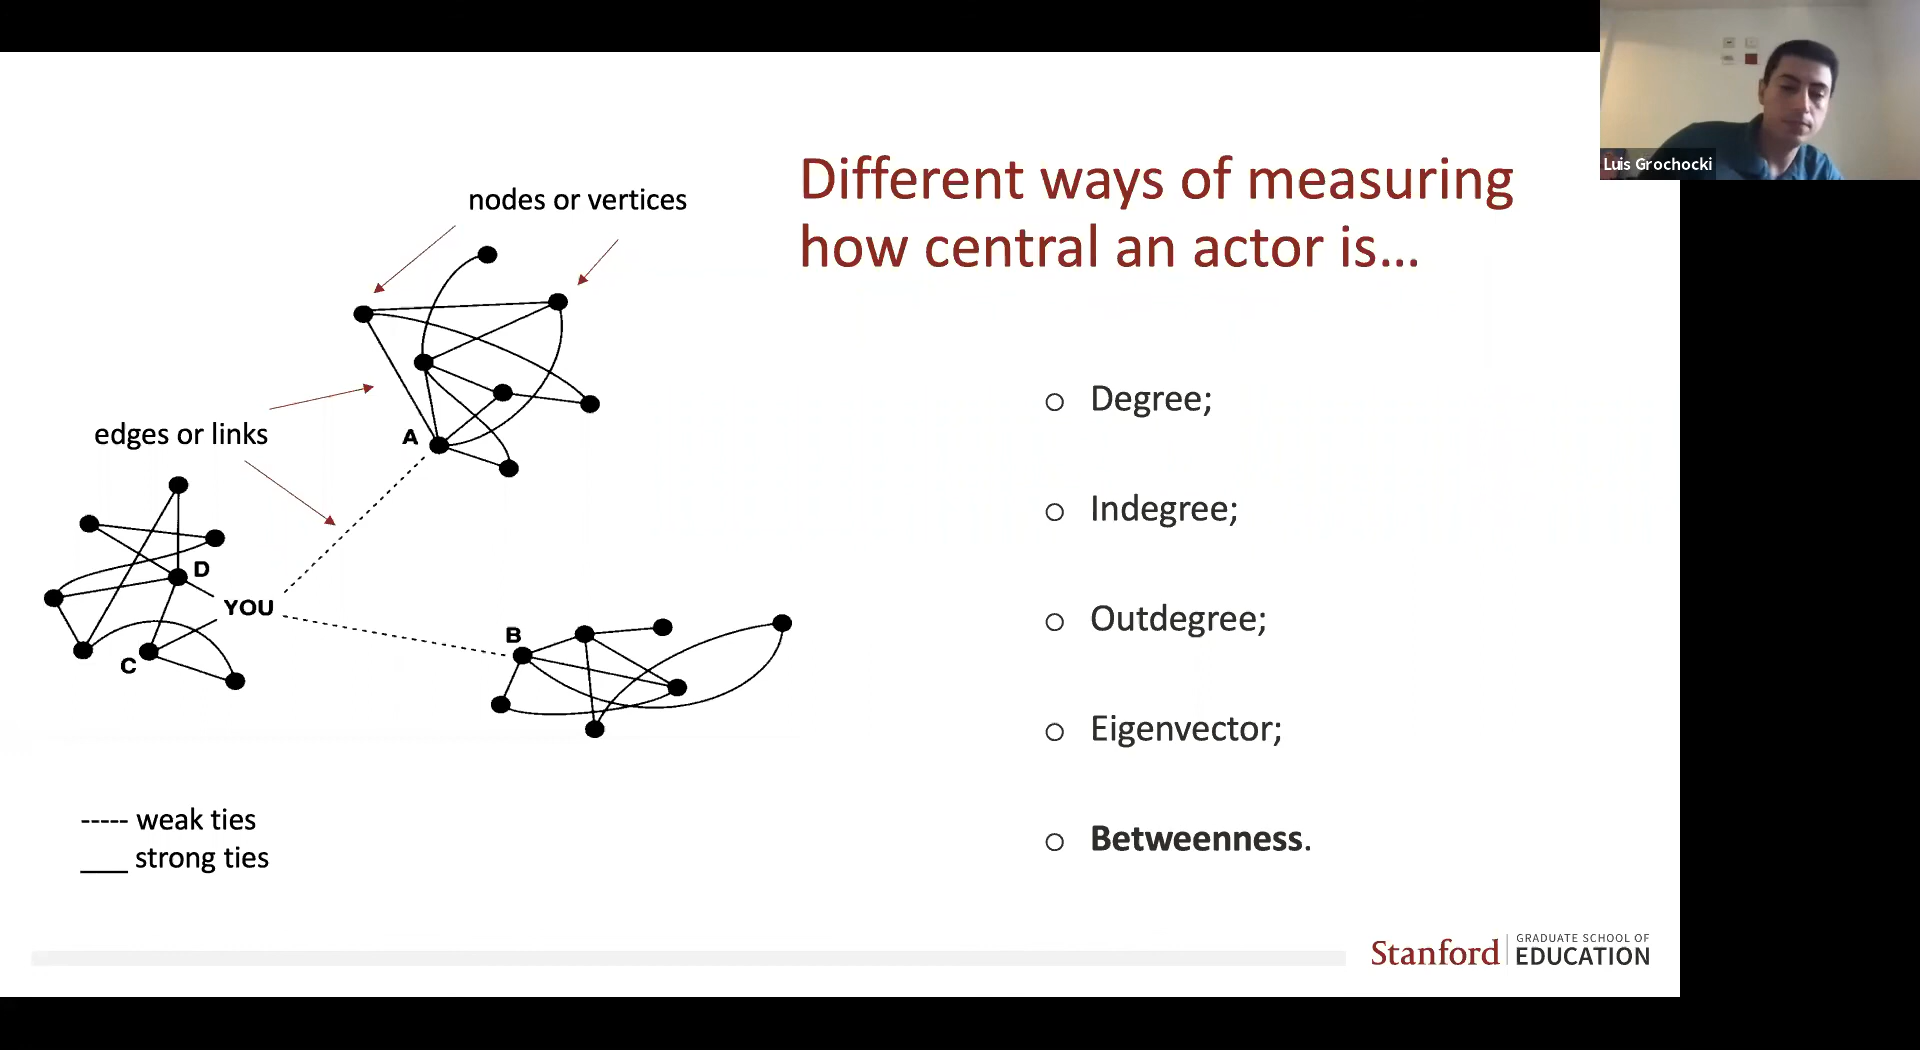 Luis Grochocki
Different ways of measuring
how central an actor is...
nodes or vertices
edges or links
A
D
YOU
B
C
----- weak ties
___ strong ties
o Degree;
o Indegree;
o Outdegree;
o Eigenvector;
o Betweenness.
Stanford
GRADUATE SCHOOL OF
EDUCATION